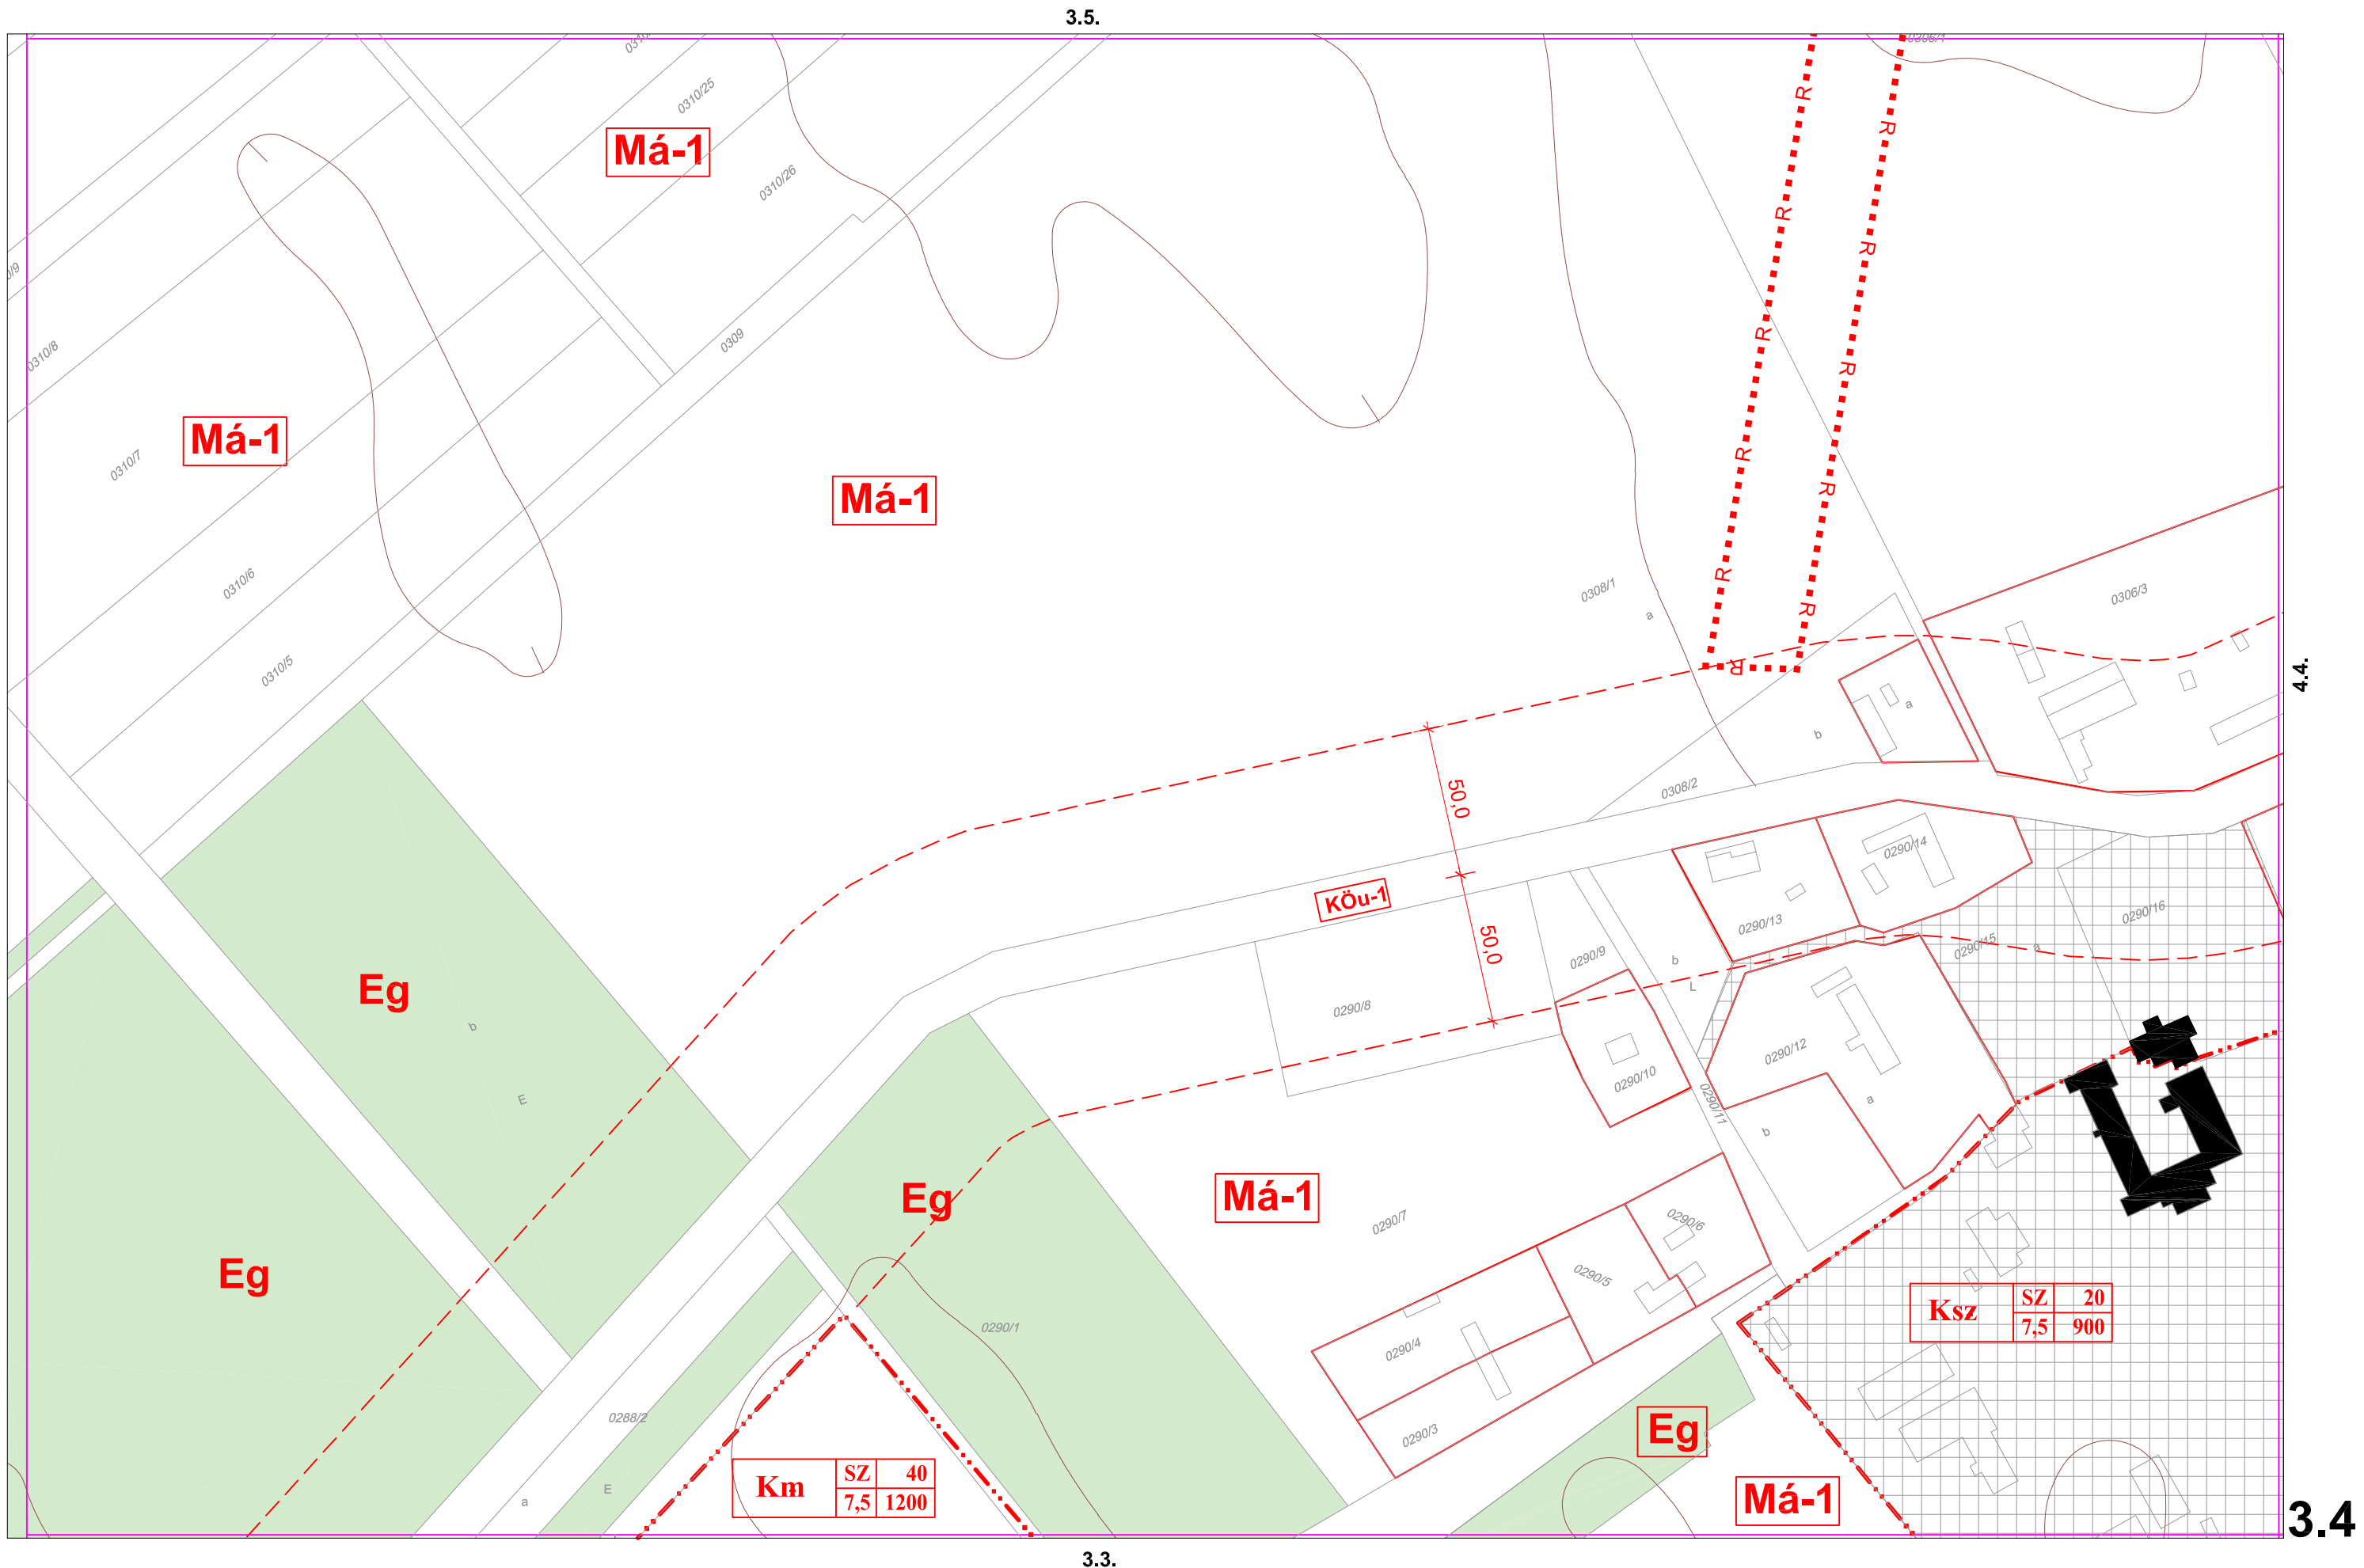 3.5.
0310/25
Má-1
0310/26
0309
0310/8
Má-1
0310/7
Má-1
0310/6
0310/5
R
R
R
R
R
R
R
R
R
R
R
0308/1
a
0306/3
4.4.
a
b
0308/2
50,0
KÖu-1
50,0
0290/14
0290/13
0290/16
0290/15
a
0290/9
b
L
0290/8
Eg
b
E
0290/12
0290/10
0290/11
a
b
Eg
Má-1
0290/7
0290/6
0290/5
Eg
Ksz SZ 20
7,5 900
0290/1
0290/4
0288/2
0290/3
Eg
Km SZ 40
7,5 1200
E
a
Má-1
3.4
3.3.